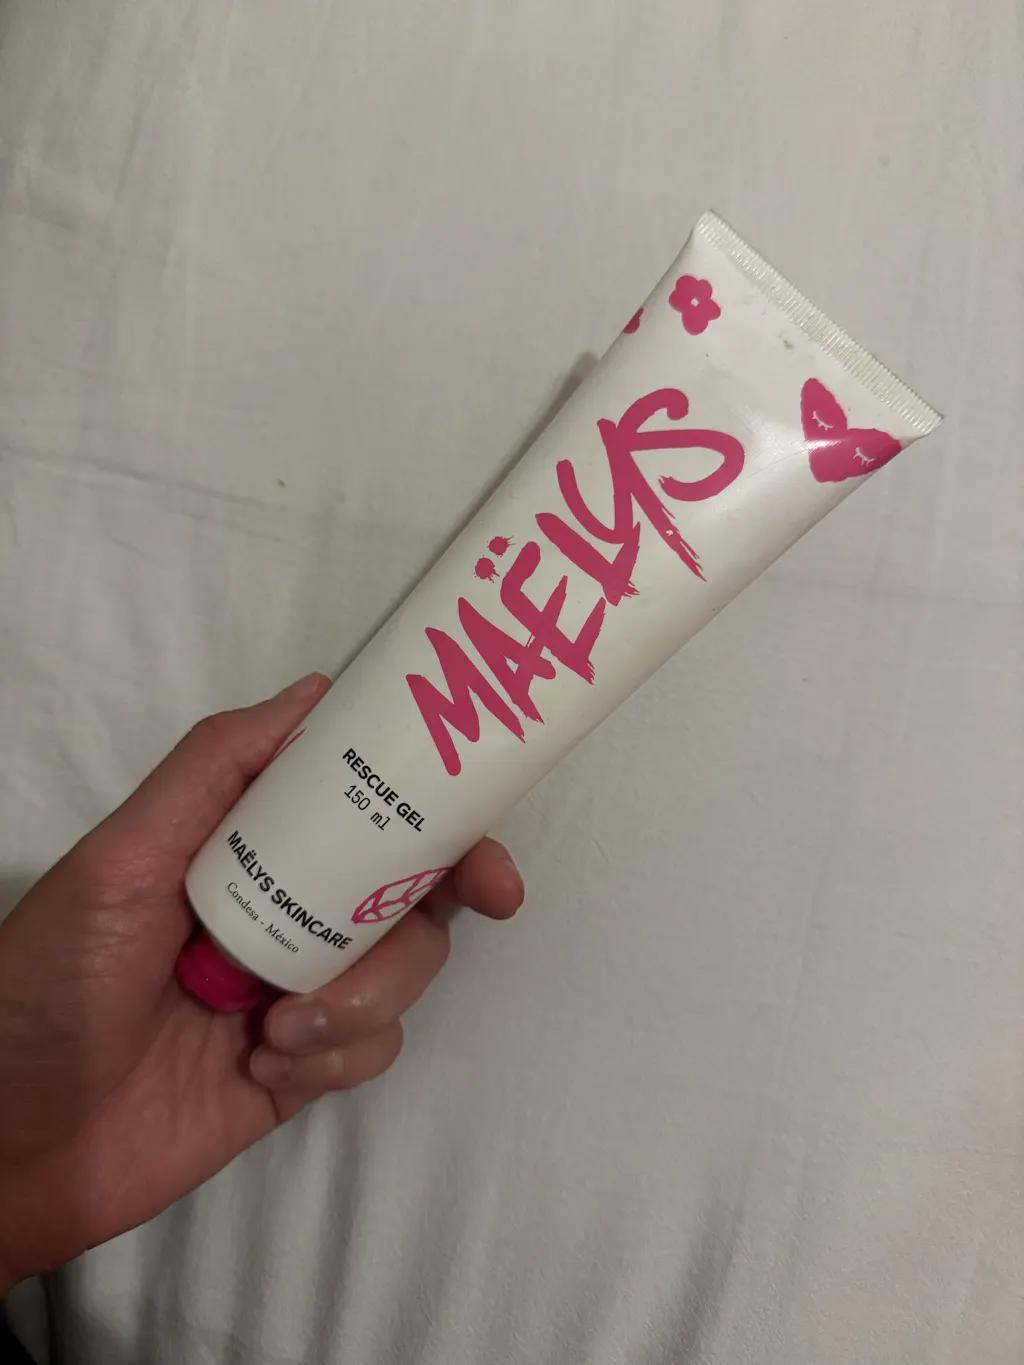 MAËLYS
RESCUE GEL
150 ml
MAËLYS SKINCARE
Condesa - México